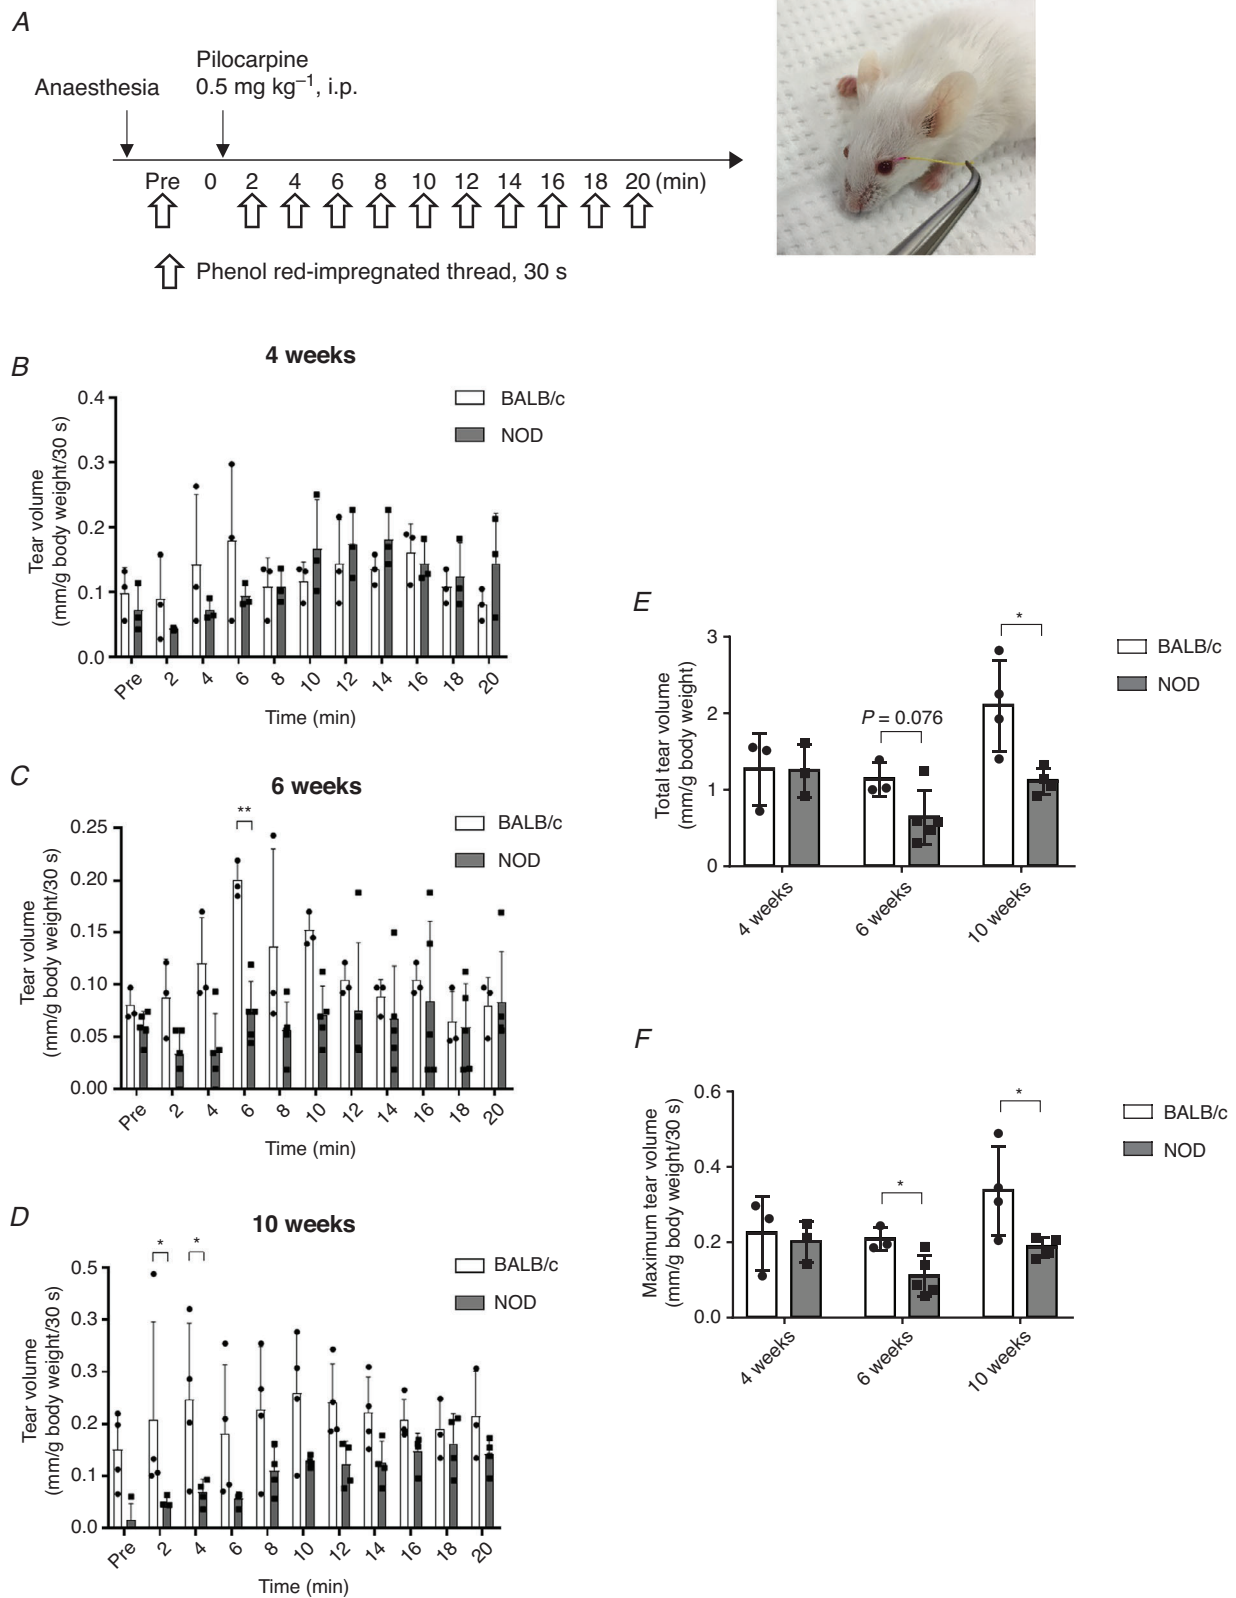 A
Anaesthesia
Pilocarpine
0.5 mg kg⁻¹, i.p.
Pre 0 2 4 6 8 10 12 14 16 18 20 (min)
Phenol red-impregnated thread, 30 s
B
4 weeks
BALB/c
NOD
Tear volume
(mm/g body weight/30 s)
0.4
0.3
0.2
0.1
0.0
Pre 2 4 6 8 10 12 14 16 18 20
Time (min)
C
6 weeks
**
BALB/c
NOD
Tear volume
(mm/g body weight/30 s)
0.25
0.20
0.15
0.10
0.05
0.00
Pre 2 4 6 8 10 12 14 16 18 20
Time (min)
D
10 weeks
* *
BALB/c
NOD
Tear volume
(mm/g body weight/30 s)
0.5
0.3
0.3
0.2
0.1
0.0
Pre 2 4 6 8 10 12 14 16 18 20
Time (min)
E
*
P = 0.076
BALB/c
NOD
Total tear volume
(mm/g body weight)
3
2
1
0
4 weeks 6 weeks 10 weeks
F
*
*
BALB/c
NOD
Maximum tear volume
(mm/g body weight/30 s)
0.6
0.4
0.2
0.0
4 weeks 6 weeks 10 weeks